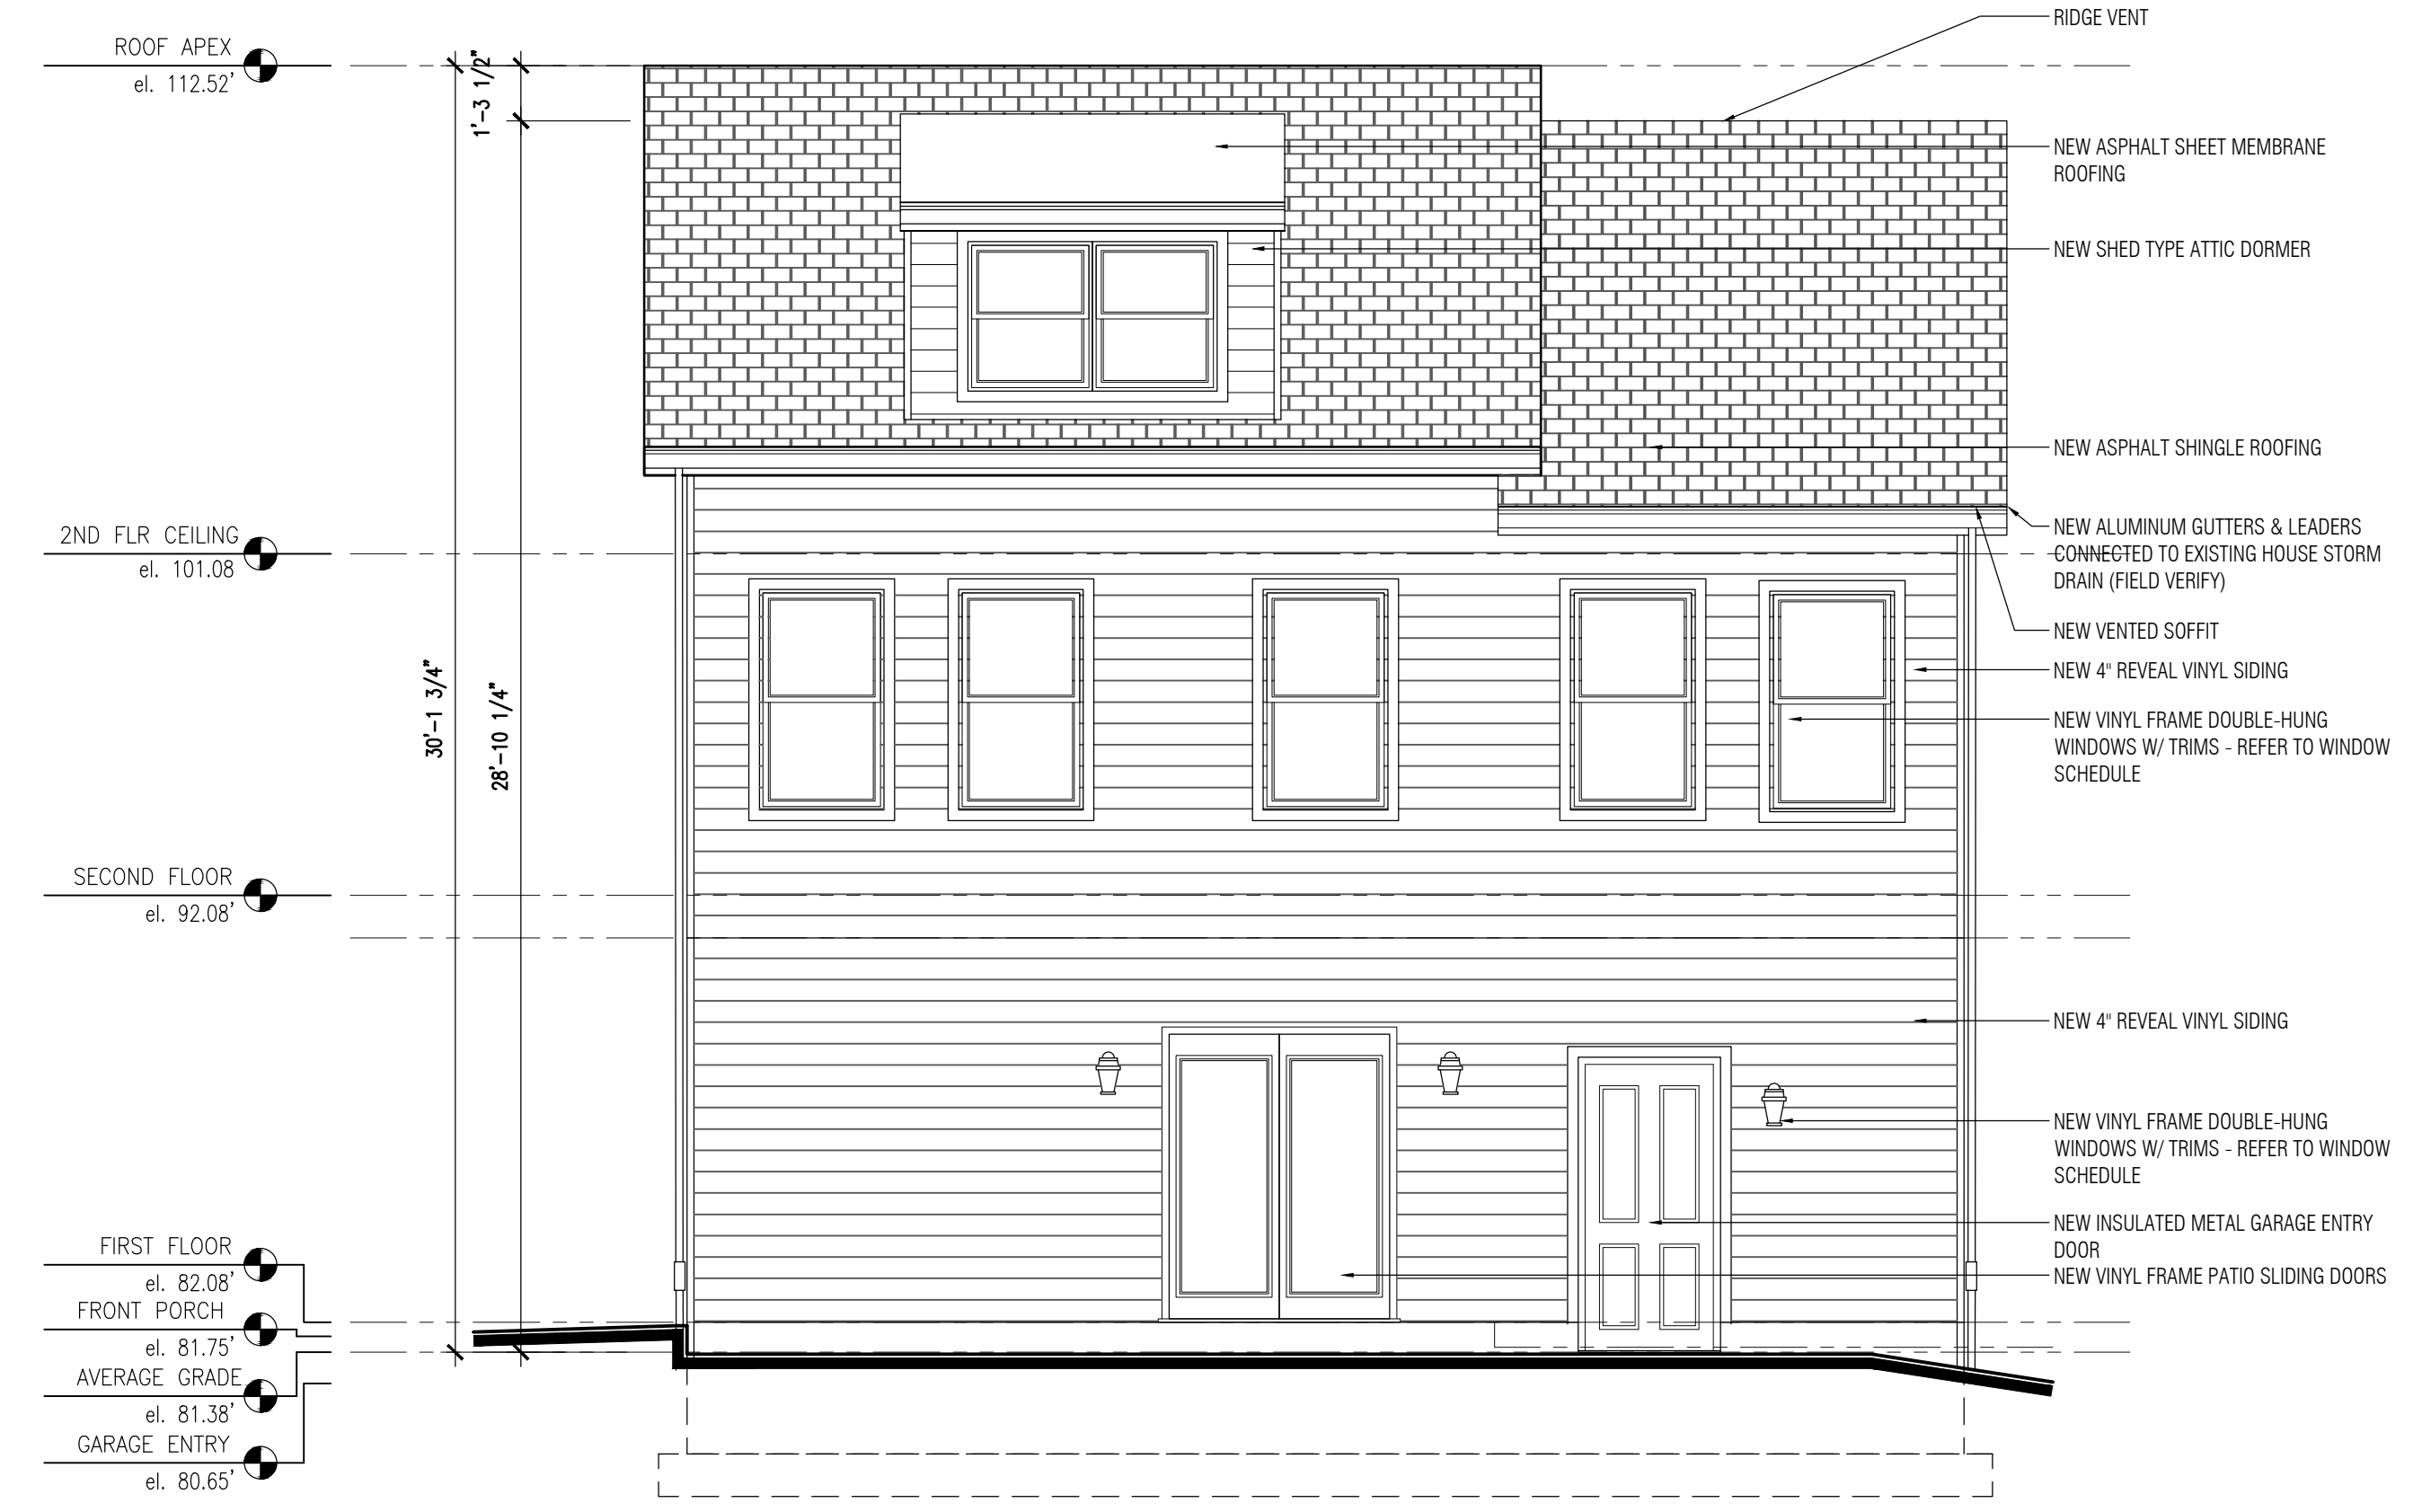 ROOF APEX
el. 112.52'
2ND FLR CEILING
el. 101.08
SECOND FLOOR
el. 92.08'
FIRST FLOOR
el. 82.08'
FRONT PORCH
el. 81.75'
AVERAGE GRADE
el. 81.38'
GARAGE ENTRY
el. 80.65'
1'-3 1/2"
30'-1 3/4"
28'-10 1/4"
RIDGE VENT
NEW ASPHALT SHEET MEMBRANE
ROOFING
NEW SHED TYPE ATTIC DORMER
NEW ASPHALT SHINGLE ROOFING
NEW ALUMINUM GUTTERS & LEADERS
CONNECTED TO EXISTING HOUSE STORM
DRAIN (FIELD VERIFY)
NEW VENTED SOFFIT
NEW 4" REVEAL VINYL SIDING
NEW VINYL FRAME DOUBLE-HUNG
WINDOWS W/ TRIMS - REFER TO WINDOW
SCHEDULE
NEW 4" REVEAL VINYL SIDING
NEW VINYL FRAME DOUBLE-HUNG
WINDOWS W/ TRIMS - REFER TO WINDOW
SCHEDULE
NEW INSULATED METAL GARAGE ENTRY
DOOR
NEW VINYL FRAME PATIO SLIDING DOORS